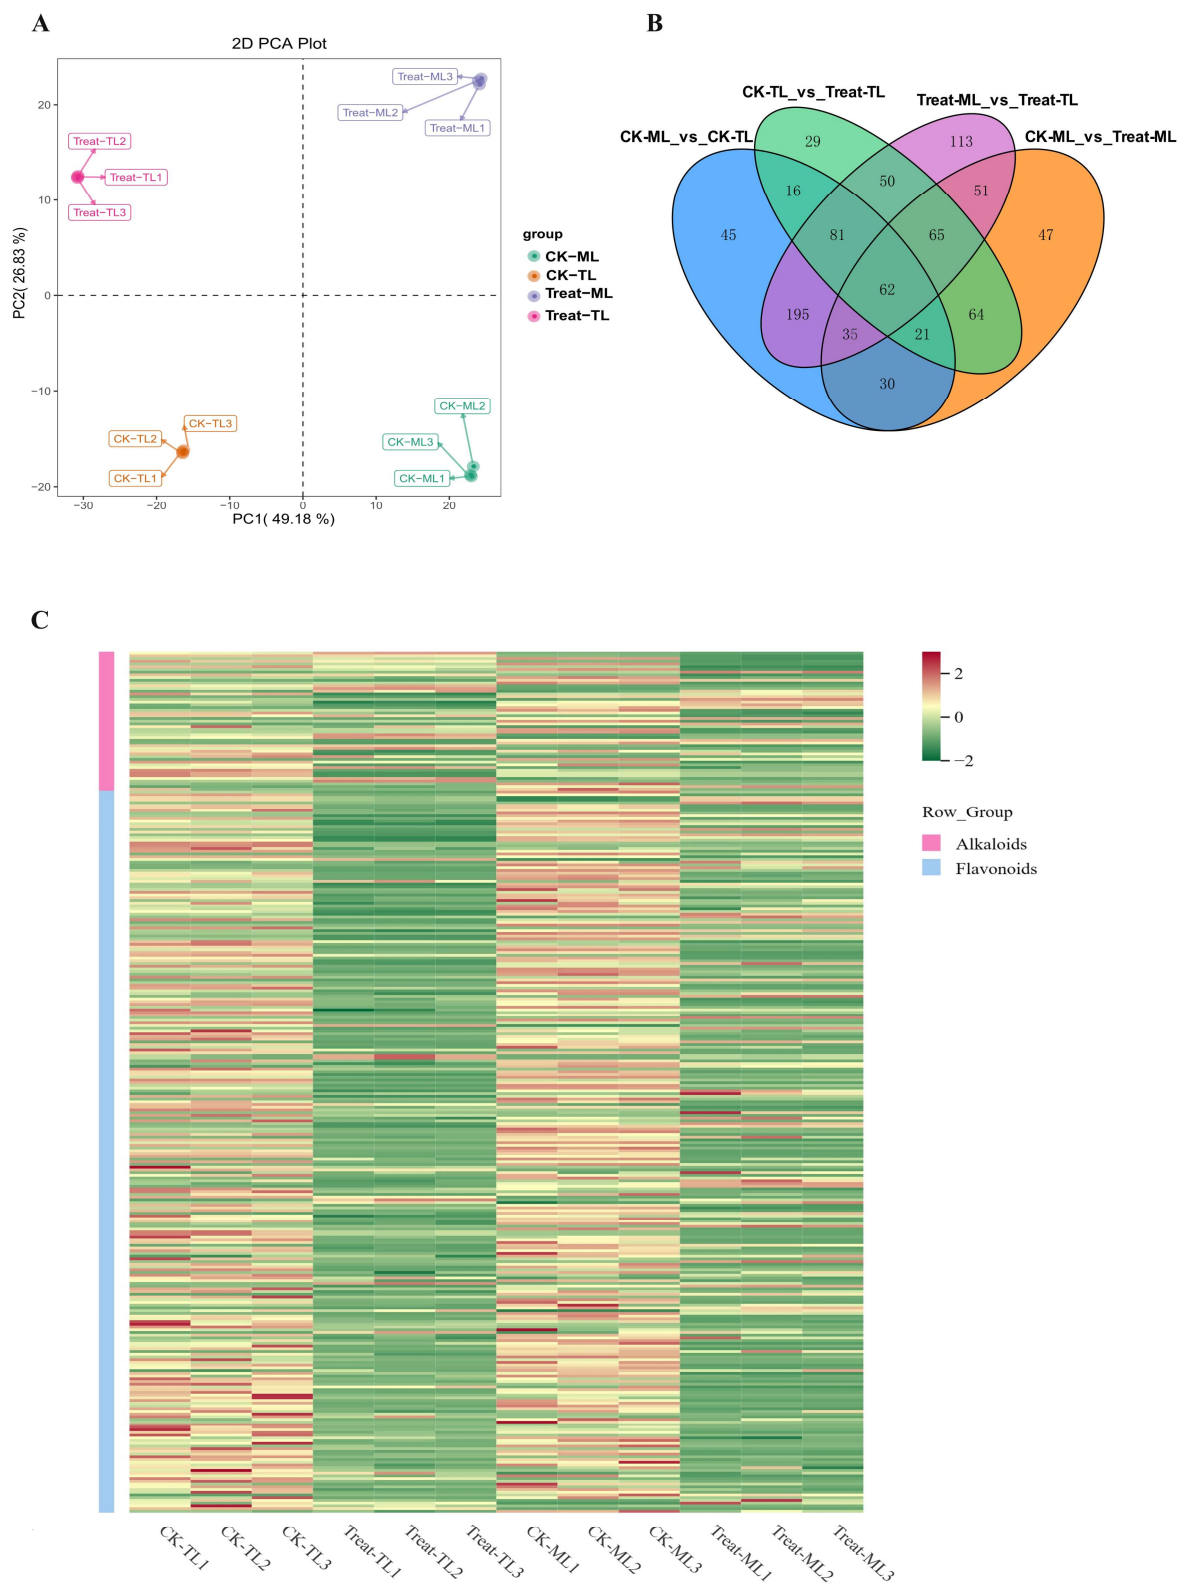 A
2D PCA Plot
PC2( 26.83 %)
20
10
0
−10
−20
−30
−20
−10
0
10
20
PC1( 49.18 %)
Treat−ML3
Treat−ML2
Treat−ML1
Treat−TL2
Treat−TL1
Treat−TL3
CK−TL3
CK−TL2
CK−TL1
CK−ML2
CK−ML3
CK−ML1
group
CK−ML
CK−TL
Treat−ML
Treat−TL
B
CK-TL_vs_Treat-TL
Treat-ML_vs_Treat-TL
CK-ML_vs_CK-TL
CK-ML_vs_Treat-ML
29
113
16
50
51
45
81
65
47
62
195
35
21
64
30
C
2
0
−2
Row_Group
Alkaloids
Flavonoids
CK-TL1
CK-TL2
CK-TL3
Treat-TL1
Treat-TL2
Treat-TL3
CK-ML1
CK-ML2
CK-ML3
Treat-ML1
Treat-ML2
Treat-ML3